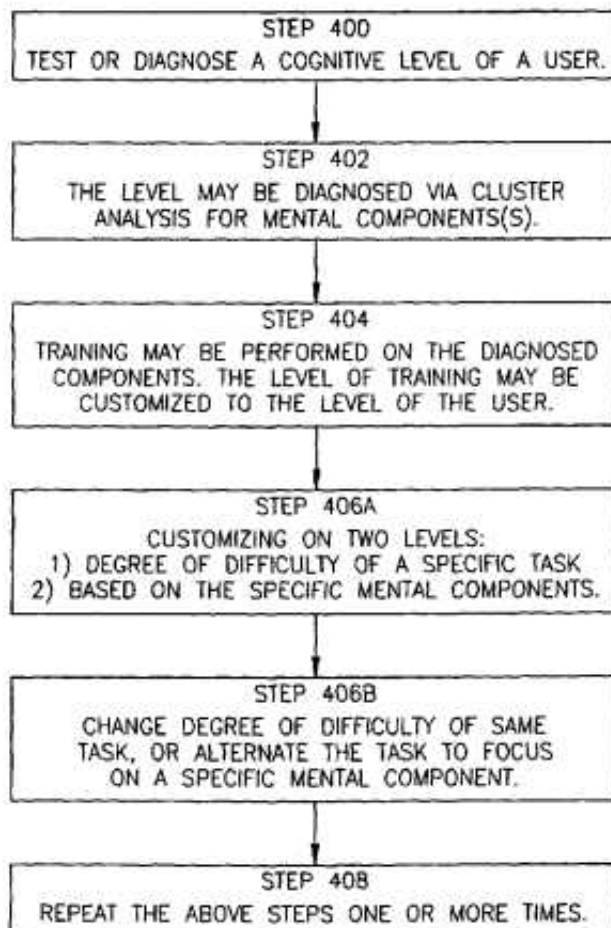 STEP 400
TEST OR DIAGNOSE A COGNITIVE LEVEL OF A USER.
STEP 402
THE LEVEL MAY BE DIAGNOSED VIA CLUSTER
ANALYSIS FOR MENTAL COMPONENTS(S).
STEP 404
TRAINING MAY BE PERFORMED ON THE DIAGNOSED
COMPONENTS. THE LEVEL OF TRAINING MAY BE
CUSTOMIZED TO THE LEVEL OF THE USER.
STEP 406A
CUSTOMIZING ON TWO LEVELS:
1) DEGREE OF DIFFICULTY OF A SPECIFIC TASK
2) BASED ON THE SPECIFIC MENTAL COMPONENTS.
STEP 406B
CHANGE DEGREE OF DIFFICULTY OF SAME
TASK, OR ALTERNATE THE TASK TO FOCUS
ON A SPECIFIC MENTAL COMPONENT.
STEP 408
REPEAT THE ABOVE STEPS ONE OR MORE TIMES.